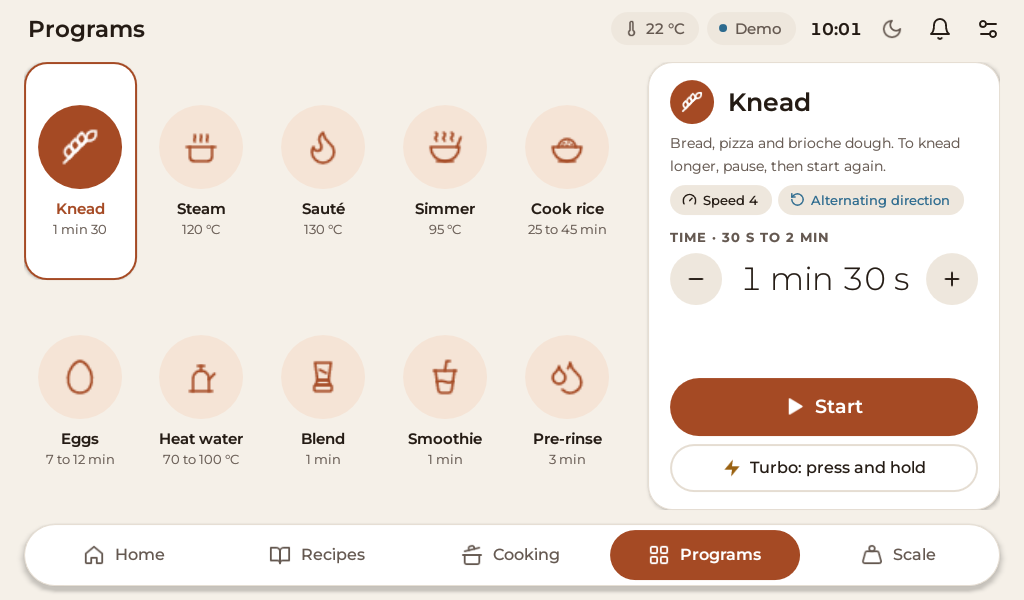 Programs
22 °C
Demo
10:01
Knead
1 min 30
Steam
120 °C
Sauté
130 °C
Simmer
95 °C
Cook rice
25 to 45 min
Eggs
7 to 12 min
Heat water
70 to 100 °C
Blend
1 min
Smoothie
1 min
Pre-rinse
3 min
Knead
Bread, pizza and brioche dough. To knead
longer, pause, then start again.
Speed 4
Alternating direction
TIME · 30 S TO 2 MIN
− 1 min 30 s +
Start
Turbo: press and hold
Home
Recipes
Cooking
Programs
Scale